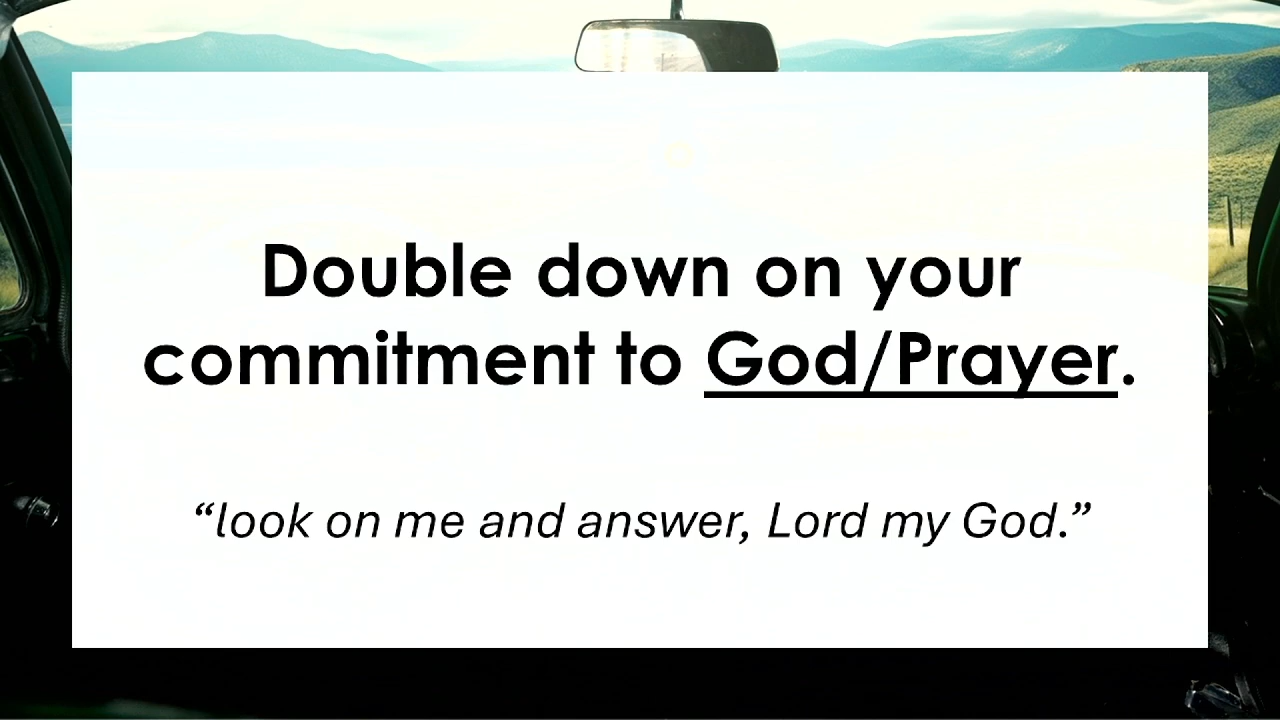 Double down on your
commitment to God/Prayer.
“look on me and answer, Lord my God.”